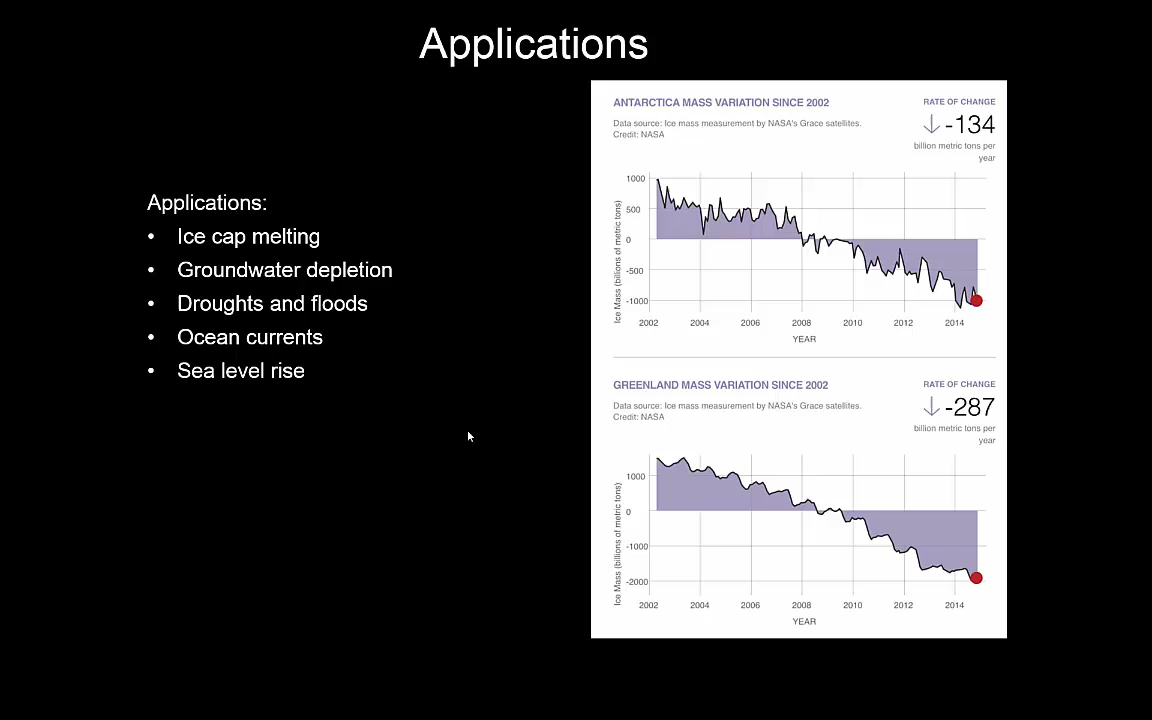 Applications
Applications:
• Ice cap melting
• Groundwater depletion
• Droughts and floods
• Ocean currents
• Sea level rise
ANTARCTICA MASS VARIATION SINCE 2002
Data source: Ice mass measurement by NASA's Grace satellites.
Credit: NASA
RATE OF CHANGE
↓ -134
billion metric tons per
year
Ice Mass (billions of metric tons)
1000
500
0
-500
-1000
2002 2004 2006 2008 2010 2012 2014
YEAR
GREENLAND MASS VARIATION SINCE 2002
Data source: Ice mass measurement by NASA's Grace satellites.
Credit: NASA
RATE OF CHANGE
↓ -287
billion metric tons per
year
Ice Mass (billions of metric tons)
1000
0
-1000
-2000
2002 2004 2006 2008 2010 2012 2014
YEAR